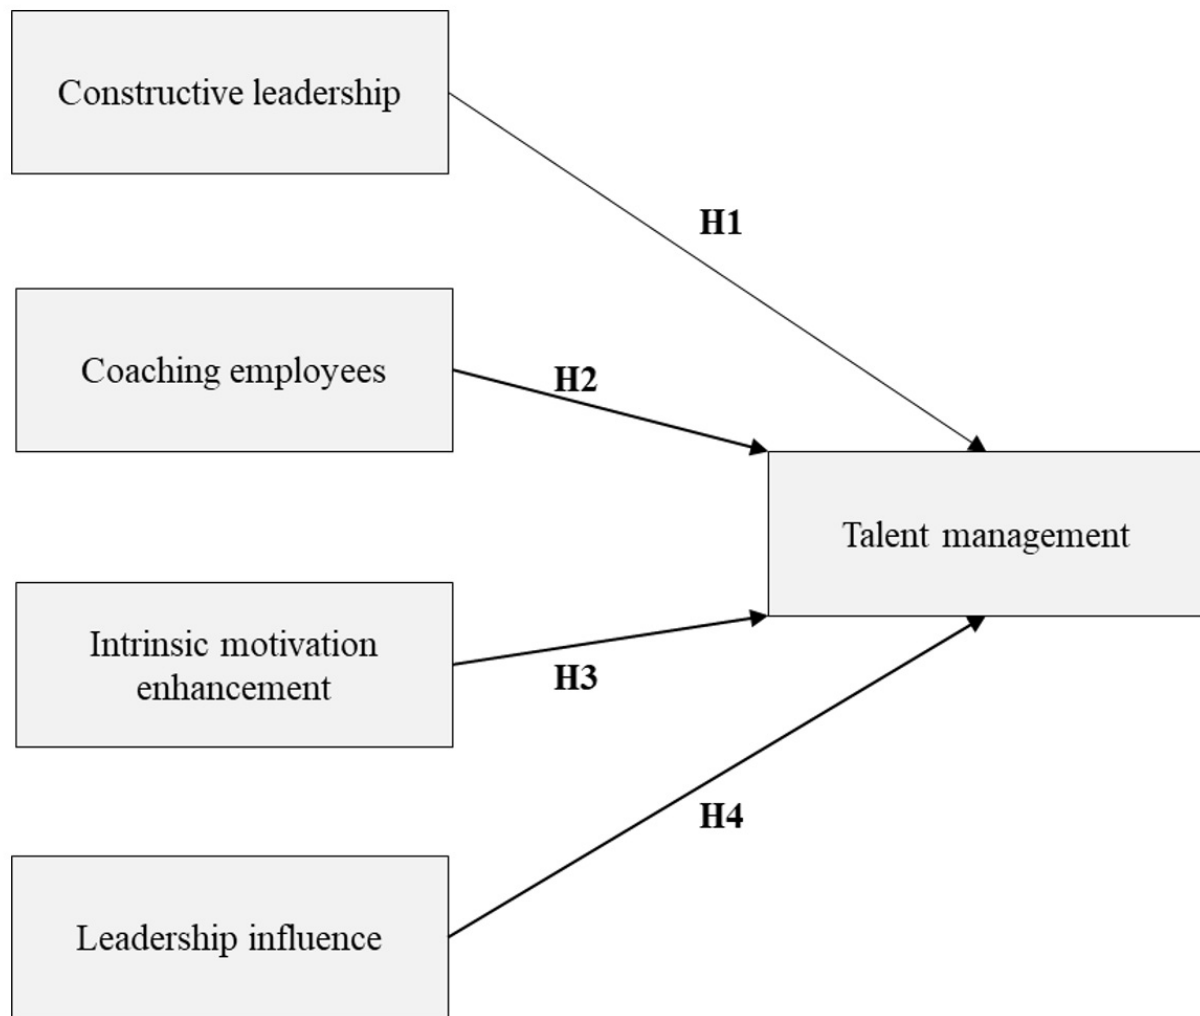 Constructive leadership
H1
Coaching employees
H2
Talent management
Intrinsic motivation
enhancement
H3
H4
Leadership influence